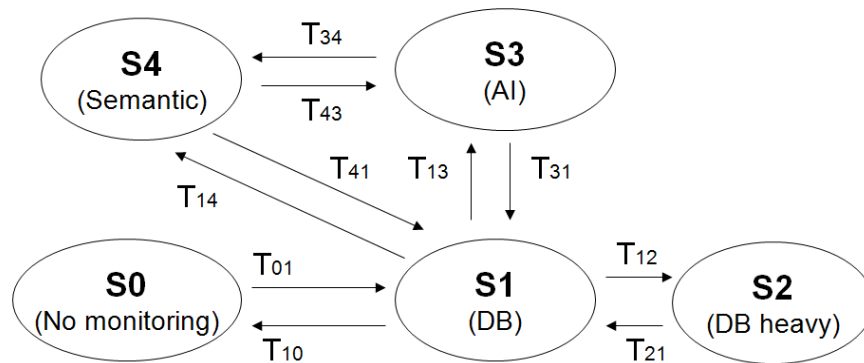 S4
(Semantic)
T34
T43
S3
(AI)
T41
T14
T13
T31
S0
(No monitoring)
T01
T10
S1
(DB)
T12
T21
S2
(DB heavy)